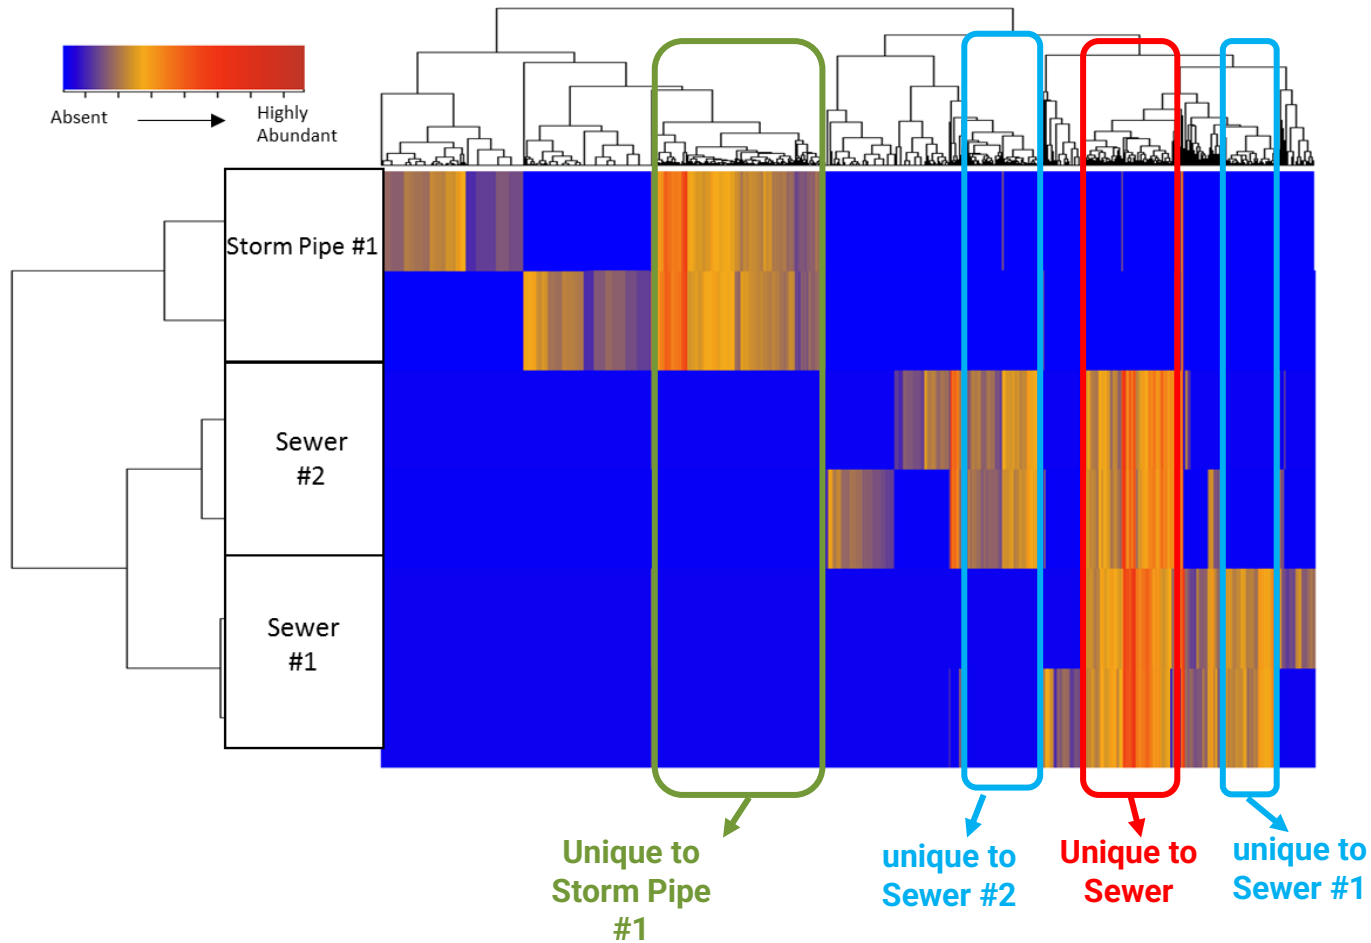 Absent
Highly
Abundant
Storm Pipe #1
Sewer
#2
Sewer
#1
Unique to
Storm Pipe
#1
unique to
Sewer #2
Unique to
Sewer
unique to
Sewer #1